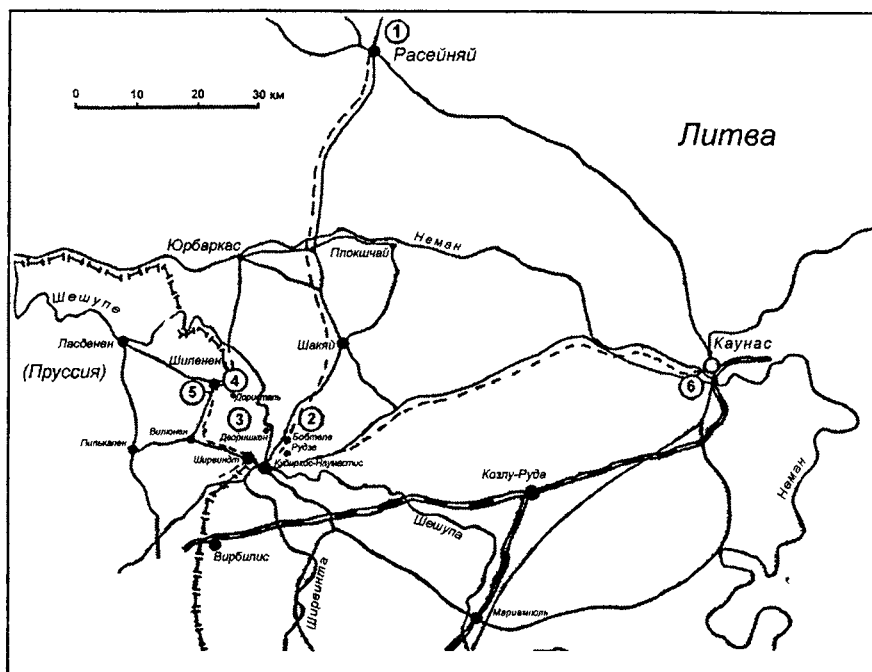 1
Расейняй
0 10 20 30 км
Литва
Юрбаркас
Неман
Плокшчай
Шешупе
Ласденен
Шиленен
Шакяй
Каунас
(Пруссия)
4
5
6
3
2
Дворишкен
Бобтеле
Рудзе
Вилюнен
Пилькален
Ширвиндт
Кудиркос-Науместис
Козлу-Руда
Неман
Шешупа
Вирбилис
Ширвинта
Мариямполь